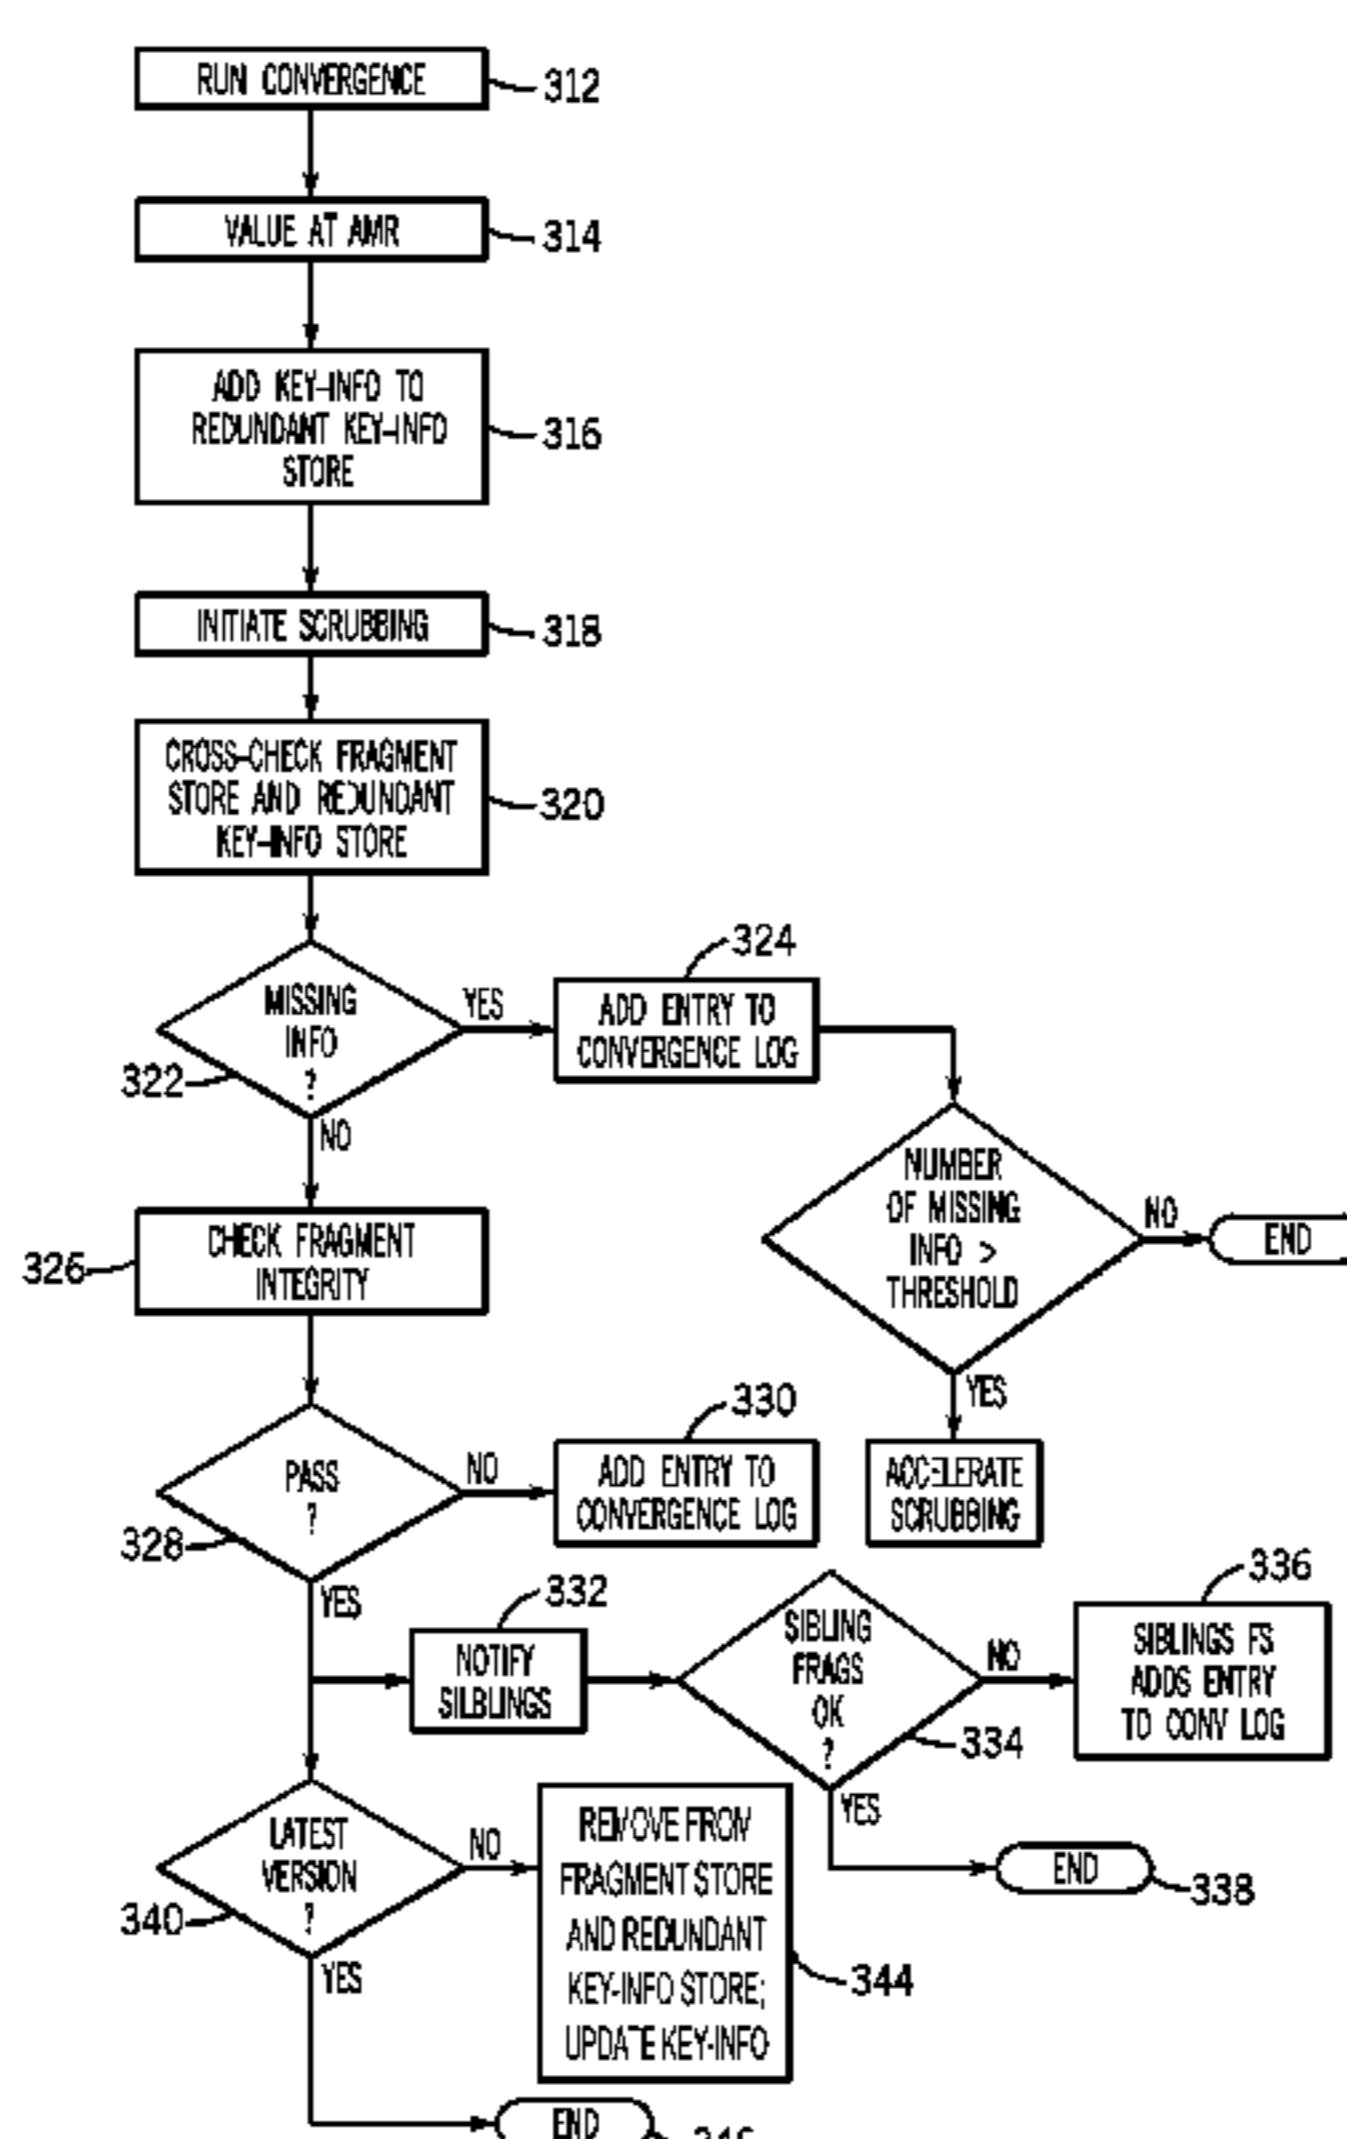 RUN CONVERGENCE
312
VALUE AT AMR
314
ADD KEY-INFO TO
REDUNDANT KEY-INFO
STORE
316
INITIATE SCRUBBING
318
CROSS-CHECK FRAGMENT
STORE AND REDUNDANT
KEY-INFO STORE
320
MISSING
INFO
?
322
YES
NO
324
ADD ENTRY TO
CONVERGENCE LOG
NUMBER
OF MISSING
INFO >
THRESHOLD
NO
END
YES
ACCELERATE
SCRUBBING
CHECK FRAGMENT
INTEGRITY
326
PASS
?
328
NO
330
ADD ENTRY TO
CONVERGENCE LOG
YES
332
NOTIFY
SILBLINGS
SIBLING
FRAGS
OK
?
334
NO
336
SIBLINGS FS
ADDS ENTRY
TO CONV LOG
YES
END
338
LATEST
VERSION
?
340
NO
REMOVE FROM
FRAGMENT STORE
AND REDUNDANT
KEY-INFO STORE;
UPDATE KEY-INFO
344
YES
END